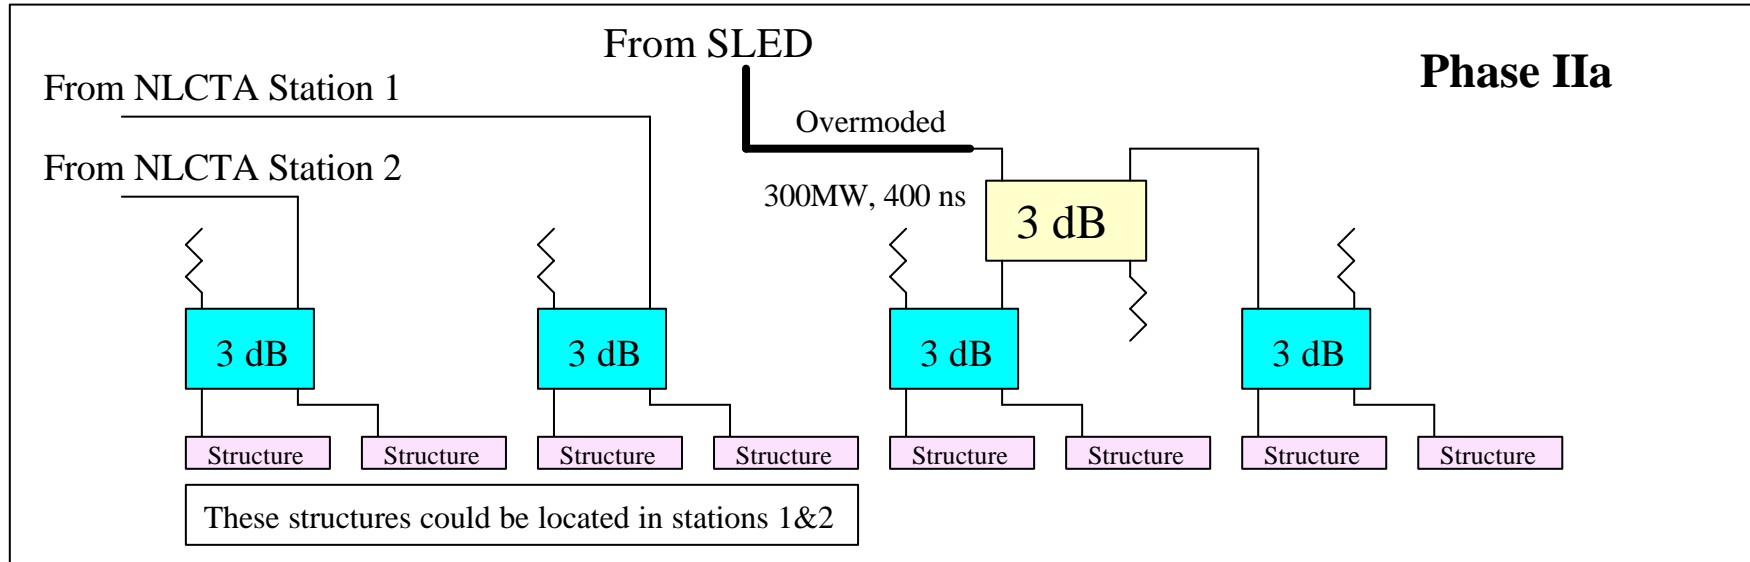 From SLED
Phase IIa
From NLCTA Station 1
Overmoded
From NLCTA Station 2
300MW, 400 ns
3 dB
3 dB
3 dB
3 dB
3 dB
Structure
Structure
Structure
Structure
Structure
Structure
Structure
Structure
These structures could be located in stations 1&2